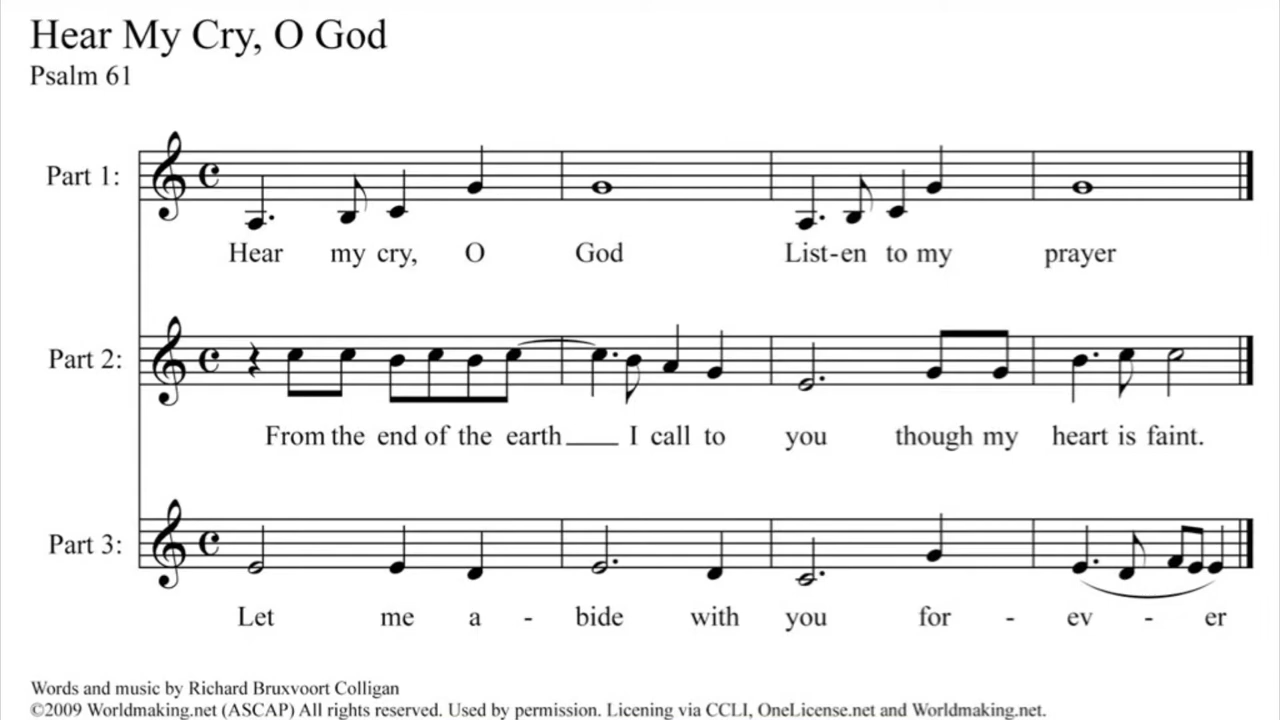 Hear My Cry, O God
Psalm 61
Part 1:
Hear my cry, O God List-en to my prayer
Part 2:
From the end of the earth____ I call to you though my heart is faint.
Part 3:
Let me a - bide with you for - ev - er
Words and music by Richard Bruxvoort Colligan
©2009 Worldmaking.net (ASCAP) All rights reserved. Used by permission. Licening via CCLI, OneLicense.net and Worldmaking.net.